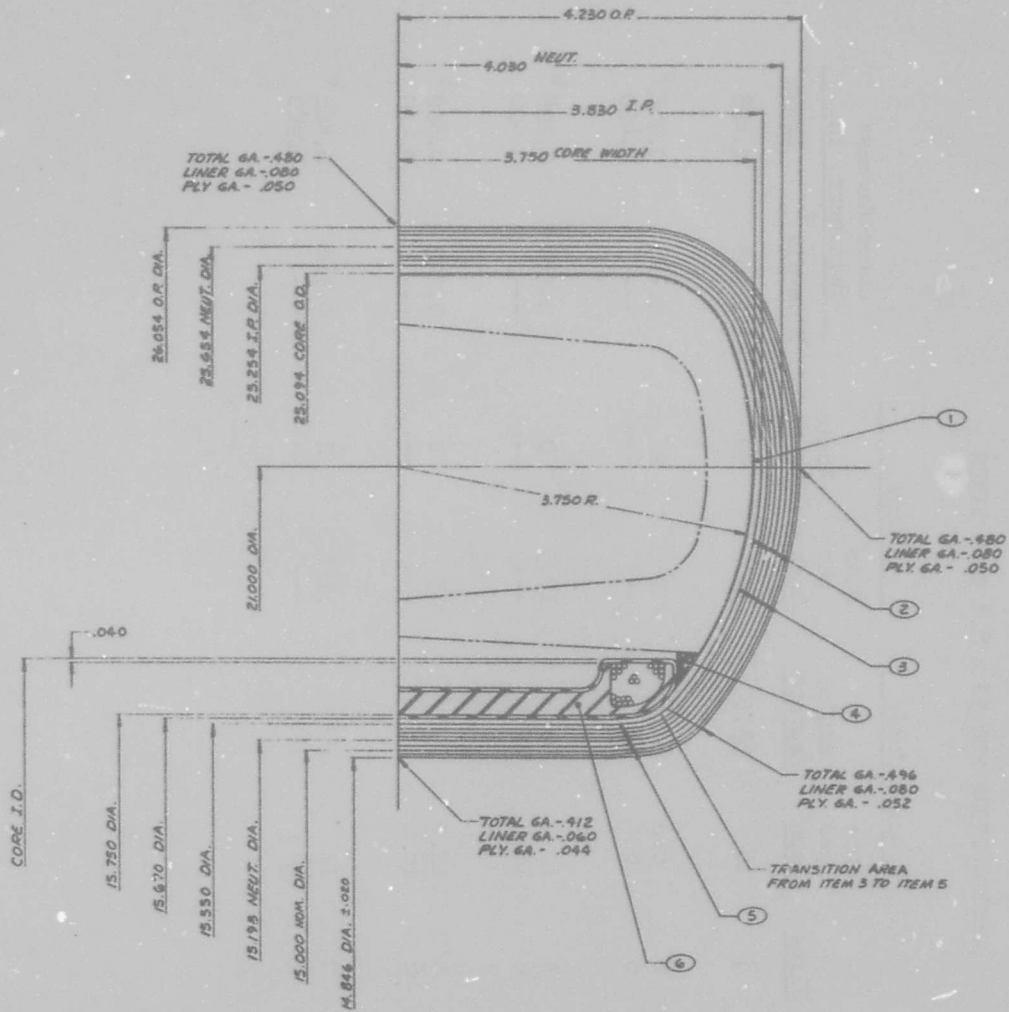 4.230 O.P.
4.030 NEUT.
3.830 I.P.
3.750 CORE WIDTH
TOTAL GA.-.480
LINER GA.-.080
PLY GA.- .050
26.054 O.P. DIA.
25.654 NEUT. DIA.
25.254 I.P. DIA.
25.094 CORE O.D.
1
3.750 R.
21.000 DIA.
TOTAL GA.-.480
LINER GA.-.080
PLY. GA.- .050
2
.040
3
4
CORE I.D.
15.750 DIA.
15.670 DIA.
15.550 DIA.
15.198 NEUT. DIA.
15.000 NOM. DIA.
14.846 DIA. ±.020
TOTAL GA.-.496
LINER GA.-.080
PLY. GA.- .052
TOTAL GA.-.412
LINER GA.-.060
PLY. GA.- .044
TRANSITION AREA
FROM ITEM 3 TO ITEM 5
5
6